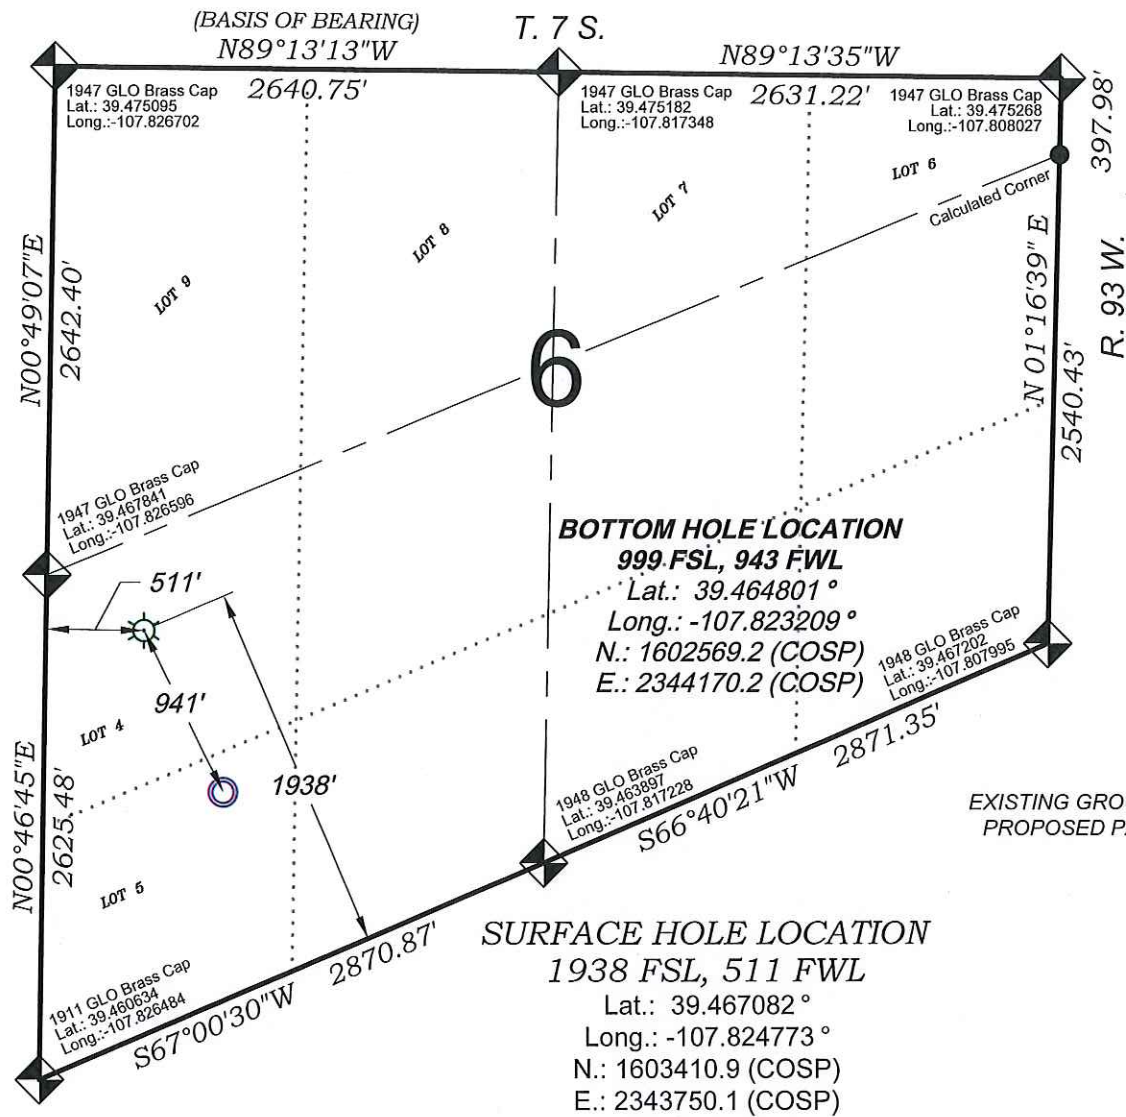 (BASIS OF BEARING)
N89°13'13"W
T. 7 S.
N89°13'35"W
2640.75'
2631.22'
1947 GLO Brass Cap
Lat.: 39.475095
Long.:-107.826702
1947 GLO Brass Cap
Lat.: 39.475182
Long.:-107.817348
1947 GLO Brass Cap
Lat.: 39.475268
Long.:-107.808027
397.98'
LOT 6
LOT 7
LOT 8
LOT 9
Calculated Corner
R. 93 W.
N00°49'07"E
2642.40'
N 01°16'39" E
2540.43'
6
1947 GLO Brass Cap
Lat.: 39.467841
Long.:-107.826596
511'
941'
1938'
LOT 4
LOT 5
BOTTOM HOLE LOCATION
999 FSL, 943 FWL
Lat.: 39.464801 °
Long.: -107.823209 °
N.: 1602569.2 (COSP)
E.: 2344170.2 (COSP)
1948 GLO Brass Cap
Lat.: 39.467202
Long.:-107.807995
N00°46'45"E
2625.48'
1948 GLO Brass Cap
Lat.: 39.463897
Long.:-107.817228
S66°40'21"W
2871.35'
EXISTING GRO
PROPOSED P
1911 GLO Brass Cap
Lat.: 39.460634
Long.:-107.826484
S67°00'30"W
2870.87'
SURFACE HOLE LOCATION
1938 FSL, 511 FWL
Lat.: 39.467082 °
Long.: -107.824773 °
N.: 1603410.9 (COSP)
E.: 2343750.1 (COSP)